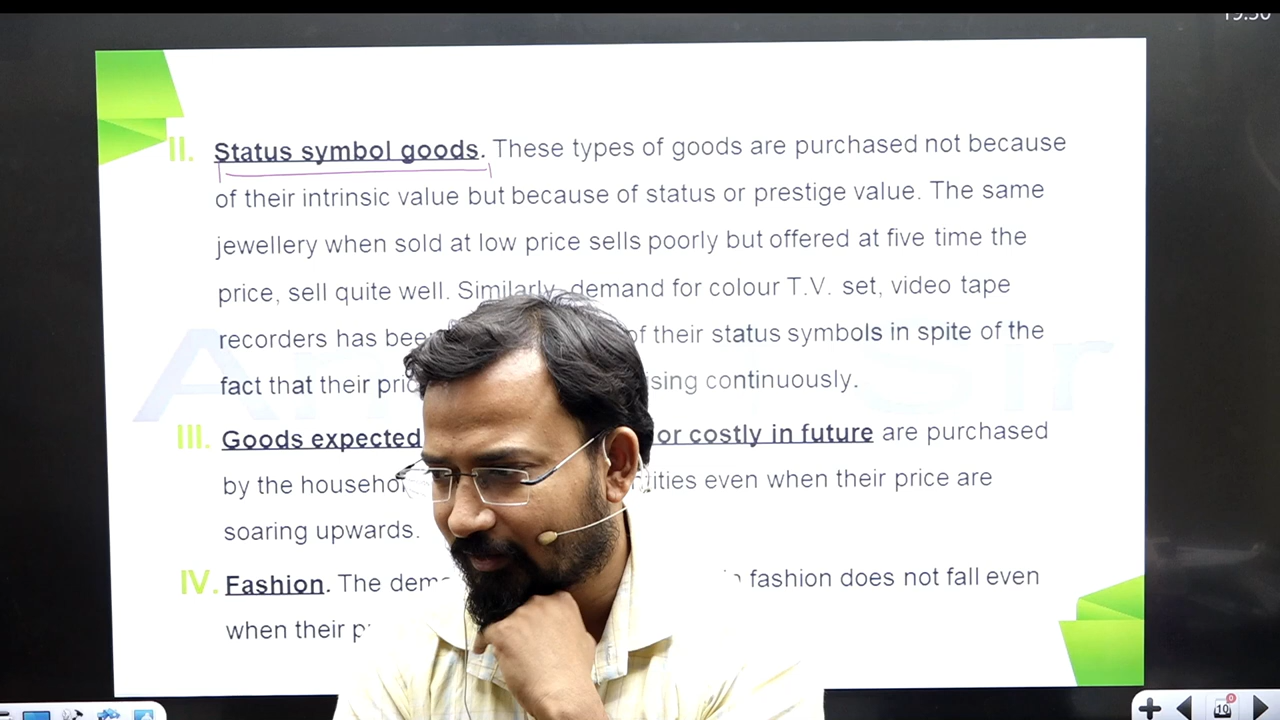 19:50
II. Status symbol goods. These types of goods are purchased not because
of their intrinsic value but because of status or prestige value. The same
jewellery when sold at low price sells poorly but offered at five time the
price, sell quite well. Similarly, demand for colour T.V. set, video tape
recorders has of their status symbols in spite of the
fact that their continuously.
III. Goods expected or costly in future are purchased
by the even when their price are
soaring upwards.
IV. Fashion. The fashion does not fall even
when their
Sir
10